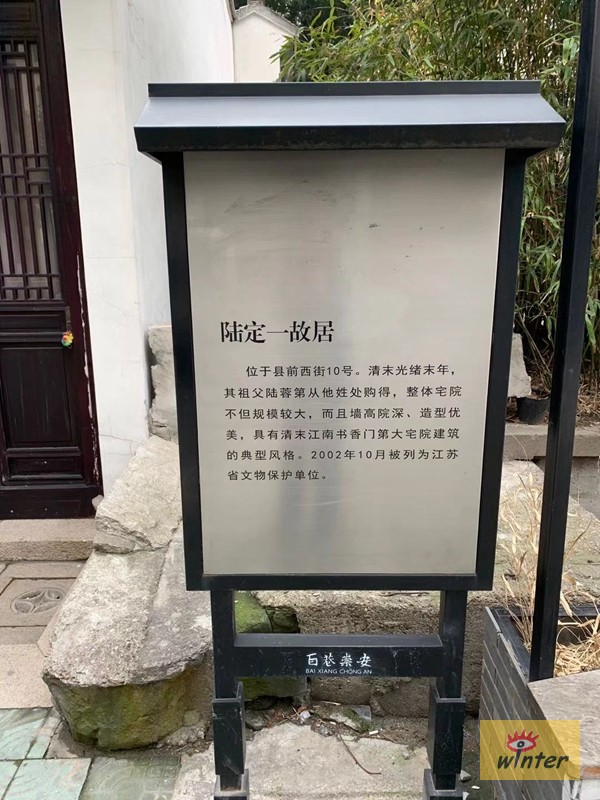 陆定一故居
位于县前西街10号。清末光绪末年，
其祖父陆蓉第从他姓处购得，整体宅院
不但规模较大，而且墙高院深、造型优
美，具有清末江南书香门第大宅院建筑
的典型风格。2002年10月被列为江苏
省文物保护单位。
百巷崇安
BAI XIANG CHONG AN
winter